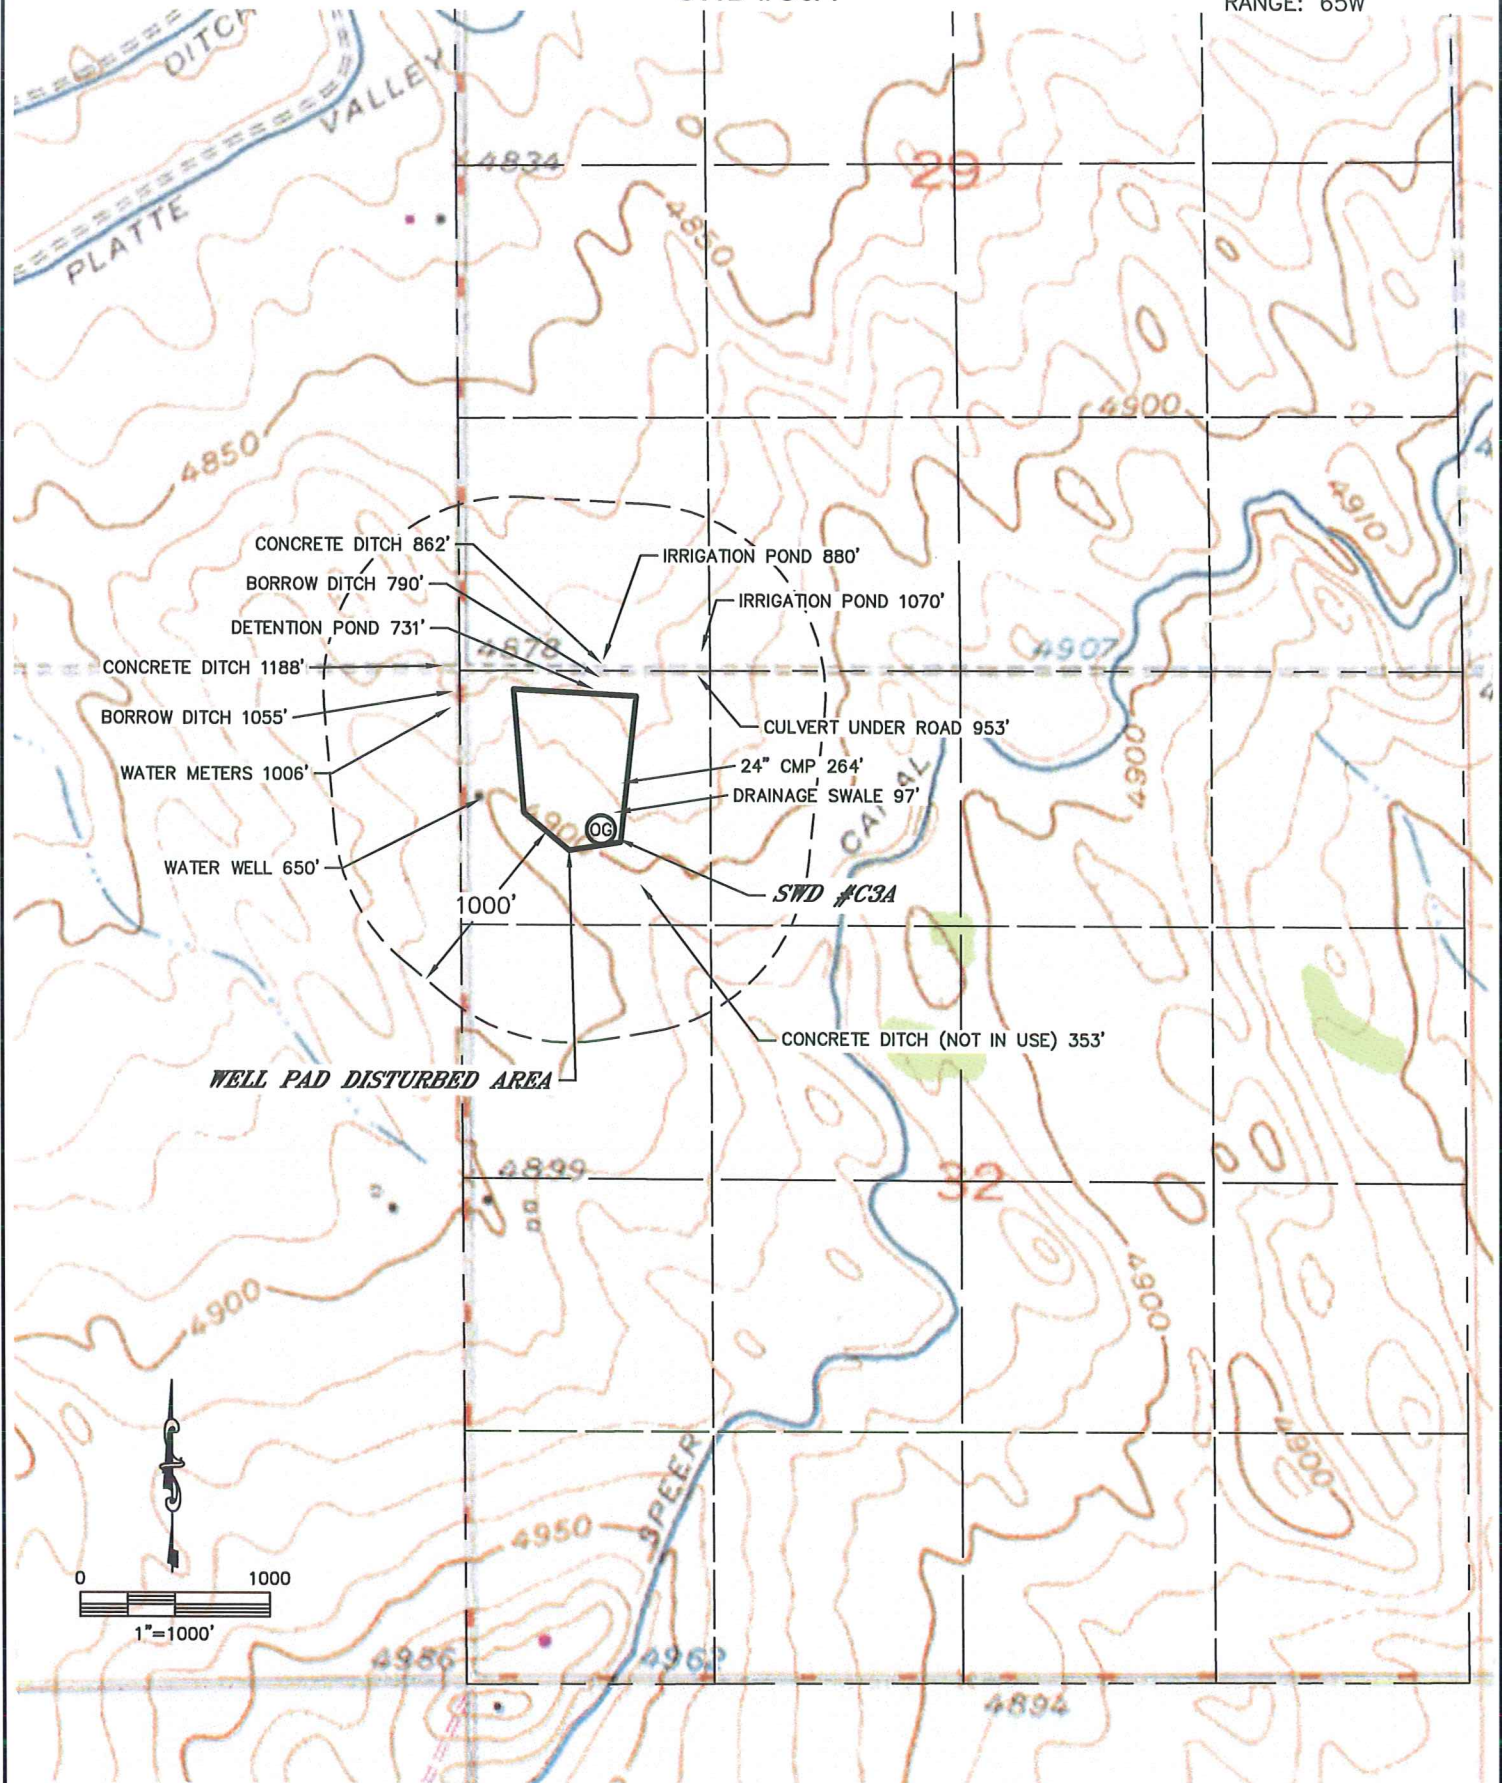 RANGE: 65W
DITCH
VALLEY
PLATTE
4834
29
4850
4900
4850
4910
CONCRETE DITCH 862'
IRRIGATION POND 880'
BORROW DITCH 790'
IRRIGATION POND 1070'
DETENTION POND 731'
4878
4907
CONCRETE DITCH 1188'
BORROW DITCH 1055'
CULVERT UNDER ROAD 953'
WATER METERS 1006'
24" CMP 264'
4900
DRAINAGE SWALE 97'
CANAL
4900
OG
WATER WELL 650'
SWD #C3A
1000'
CONCRETE DITCH (NOT IN USE) 353'
WELL PAD DISTURBED AREA
4899
32
4900
4900
4900
SPEER
4950
0 1000
1"=1000'
4986
4962
4894